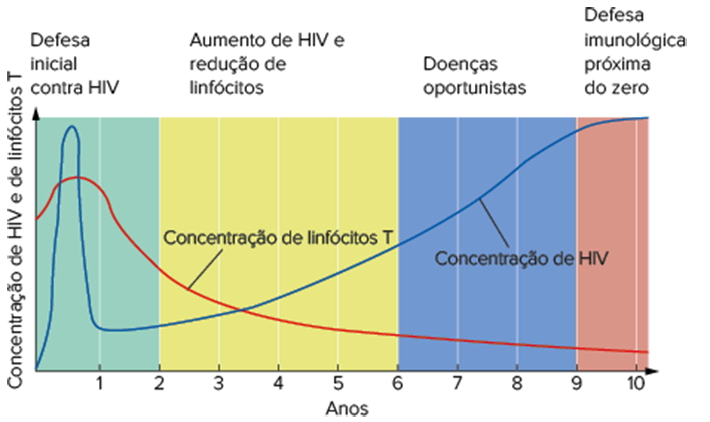 Defesa
inicial
contra HIV
Aumento de HIV e
redução de
linfócitos
Doenças
oportunistas
Defesa
imunológica
próxima
do zero
Concentração de HIV e de linfócitos T
Concentração de linfócitos T
Concentração de HIV
1 2 3 4 5 6 7 8 9 10
Anos